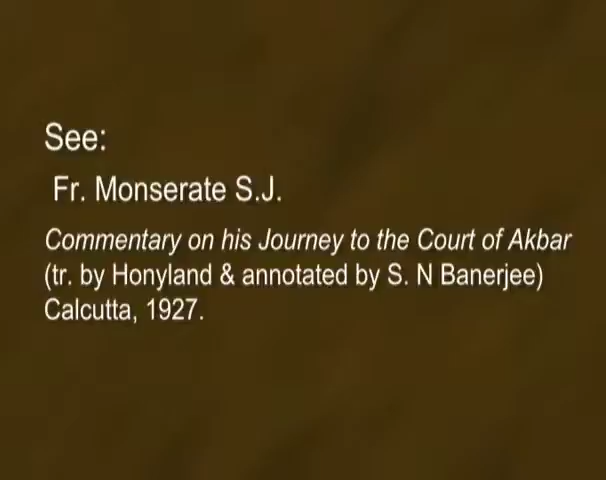 See:
Fr. Monserate S.J.
Commentary on his Journey to the Court of Akbar
(tr. by Honyland & annotated by S. N Banerjee)
Calcutta, 1927.